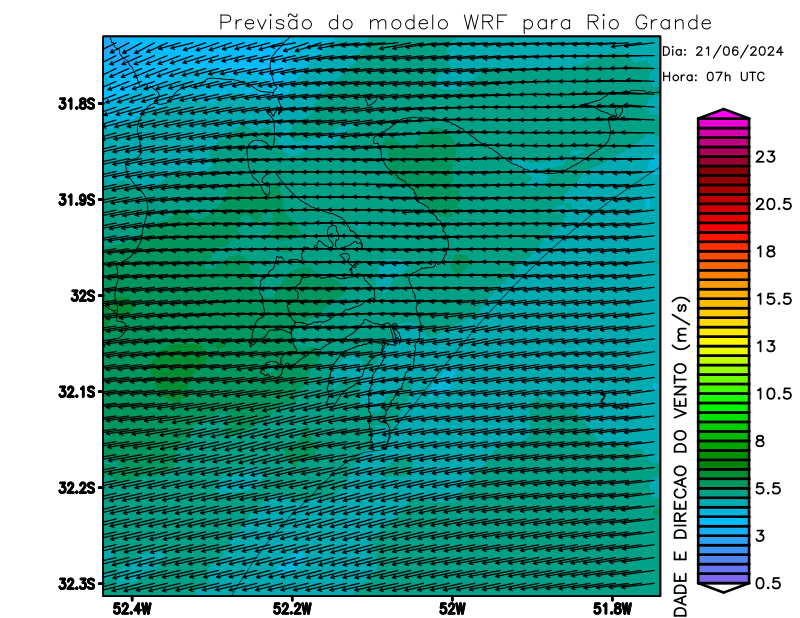 Previsão do modelo WRF para Rio Grande
Dia: 21/06/2024
Hora: 07h UTC
31.8S
31.9S
32S
32.1S
32.2S
32.3S
52.4W
52.2W
52W
51.8W
DADE E DIRECAO DO VENTO (m/s)
23
20.5
18
15.5
13
10.5
8
5.5
3
0.5